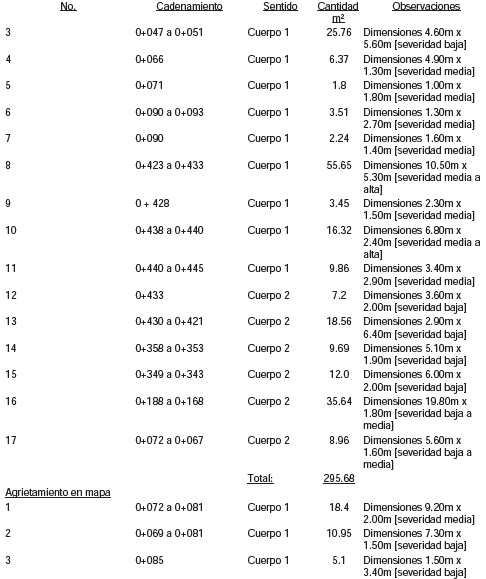 No. Cadenamiento Sentido Cantidad Observaciones
m²
3 0+047 a 0+051 Cuerpo 1 25.76 Dimensiones 4.60m x
5.60m [severidad baja]
4 0+066 Cuerpo 1 6.37 Dimensiones 4.90m x
1.30m [severidad media]
5 0+071 Cuerpo 1 1.8 Dimensiones 1.00m x
1.80m [severidad media]
6 0+090 a 0+093 Cuerpo 1 3.51 Dimensiones 1.30m x
2.70m [severidad media]
7 0+090 Cuerpo 1 2.24 Dimensiones 1.60m x
1.40m [severidad media]
8 0+423 a 0+433 Cuerpo 1 55.65 Dimensiones 10.50m x
5.30m [severidad media a
alta]
9 0 + 428 Cuerpo 1 3.45 Dimensiones 2.30m x
1.50m [severidad media]
10 0+438 a 0+440 Cuerpo 1 16.32 Dimensiones 6.80m x
2.40m [severidad media a
alta]
11 0+440 a 0+445 Cuerpo 1 9.86 Dimensiones 3.40m x
2.90m [severidad media]
12 0+433 Cuerpo 2 7.2 Dimensiones 3.60m x
2.00m [severidad baja]
13 0+430 a 0+421 Cuerpo 2 18.56 Dimensiones 2.90m x
6.40m [severidad baja]
14 0+358 a 0+353 Cuerpo 2 9.69 Dimensiones 5.10m x
1.90m [severidad baja]
15 0+349 a 0+343 Cuerpo 2 12.0 Dimensiones 6.00m x
2.00m [severidad baja]
16 0+188 a 0+168 Cuerpo 2 35.64 Dimensiones 19.80m x
1.80m [severidad baja a
media]
17 0+072 a 0+067 Cuerpo 2 8.96 Dimensiones 5.60m x
1.60m [severidad baja a
media]
Total: 295.68
Agrietamiento en mapa
1 0+072 a 0+081 Cuerpo 1 18.4 Dimensiones 9.20m x
2.00m [severidad media]
2 0+069 a 0+081 Cuerpo 1 10.95 Dimensiones 7.30m x
1.50m [severidad baja]
3 0+085 Cuerpo 1 5.1 Dimensiones 1.50m x
3.40m [severidad baja]